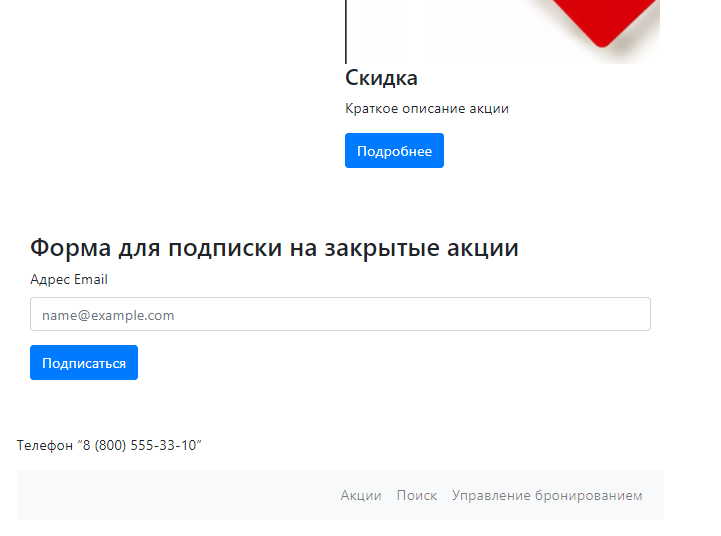 Скидка
Краткое описание акции
Подробнее
Форма для подписки на закрытые акции
Адрес Email
name@example.com
Подписаться
Телефон “8 (800) 555-33-10”
Акции Поиск Управление бронированием